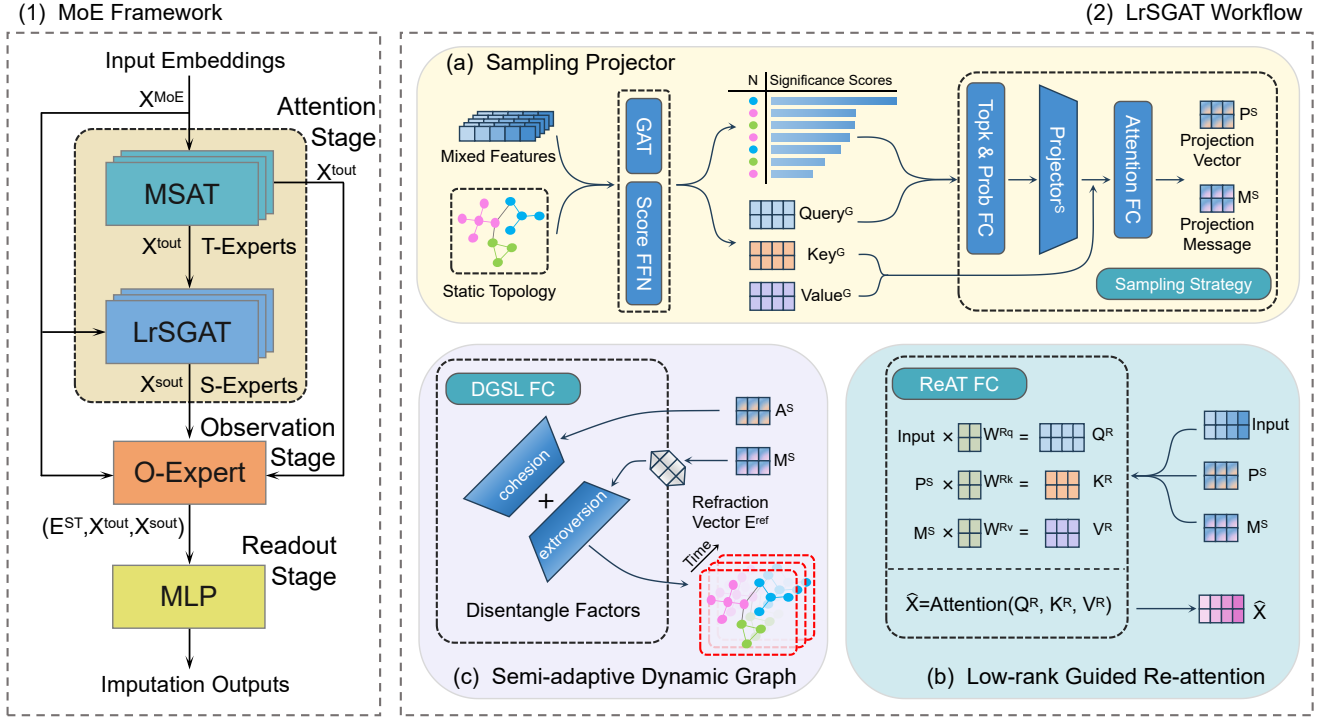 (1) MoE Framework
Input Embeddings
X^MoE
Attention
Stage
MSAT
X^tout
X^tout
T-Experts
LrSGAT
X^sout
S-Experts
Observation
Stage
O-Expert
(E^ST,X^tout,X^sout)
Readout
Stage
MLP
Imputation Outputs
(2) LrSGAT Workflow
(a) Sampling Projector
Mixed Features
Static Topology
GAT
Score FFN
N Significance Scores
Query^G
Key^G
Value^G
Topk & Prob FC
Projector^S
Attention FC
P^S
Projection
Vector
M^S
Projection
Message
Sampling Strategy
DGSL FC
A^S
M^S
cohesion
+
extroversion
Refraction
Vector E^ref
Time
Disentangle Factors
(c) Semi-adaptive Dynamic Graph
ReAT FC
Input × W^Rq = Q^R
P^S × W^Rk = K^R
M^S × W^Rv = V^R
X̂=Attention(Q^R, K^R, V^R)
Input
P^S
M^S
X̂
(b) Low-rank Guided Re-attention